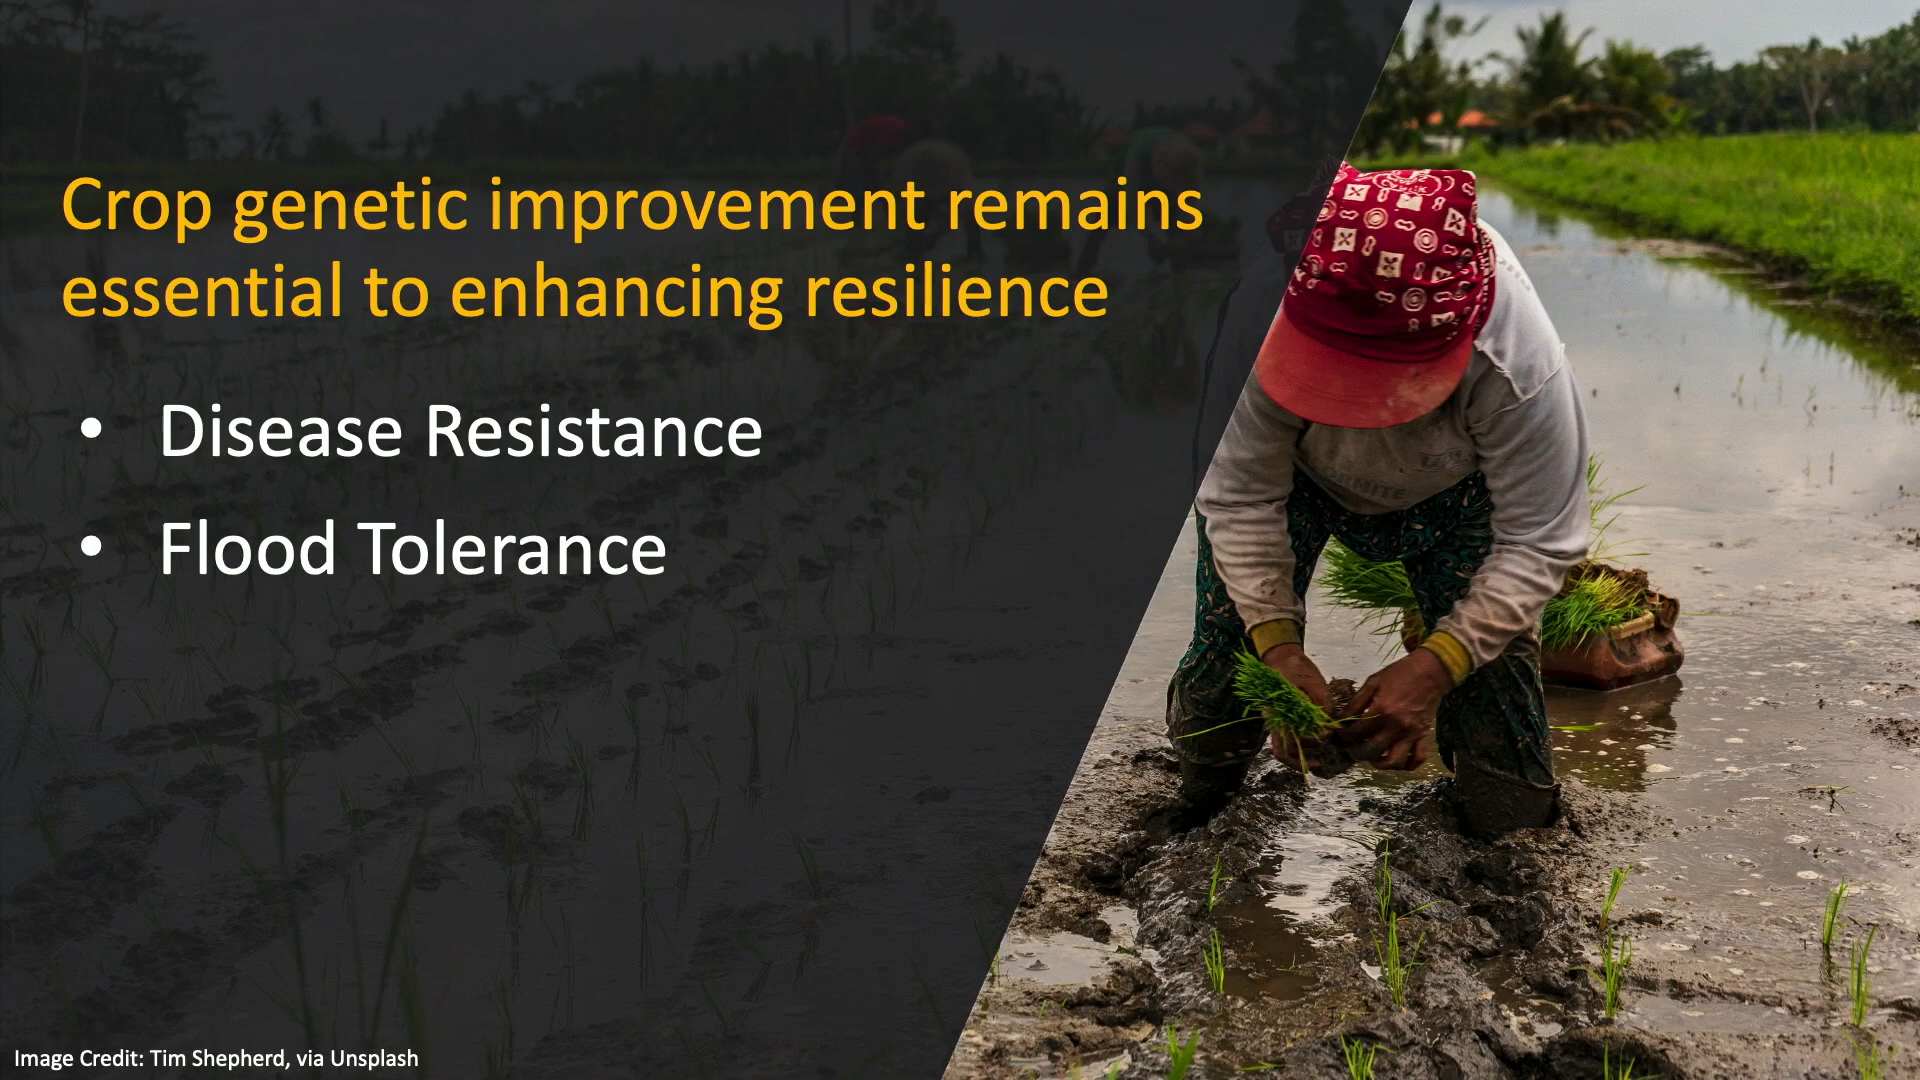 Crop genetic improvement remains
essential to enhancing resilience
• Disease Resistance
• Flood Tolerance
Image Credit: Tim Shepherd, via Unsplash